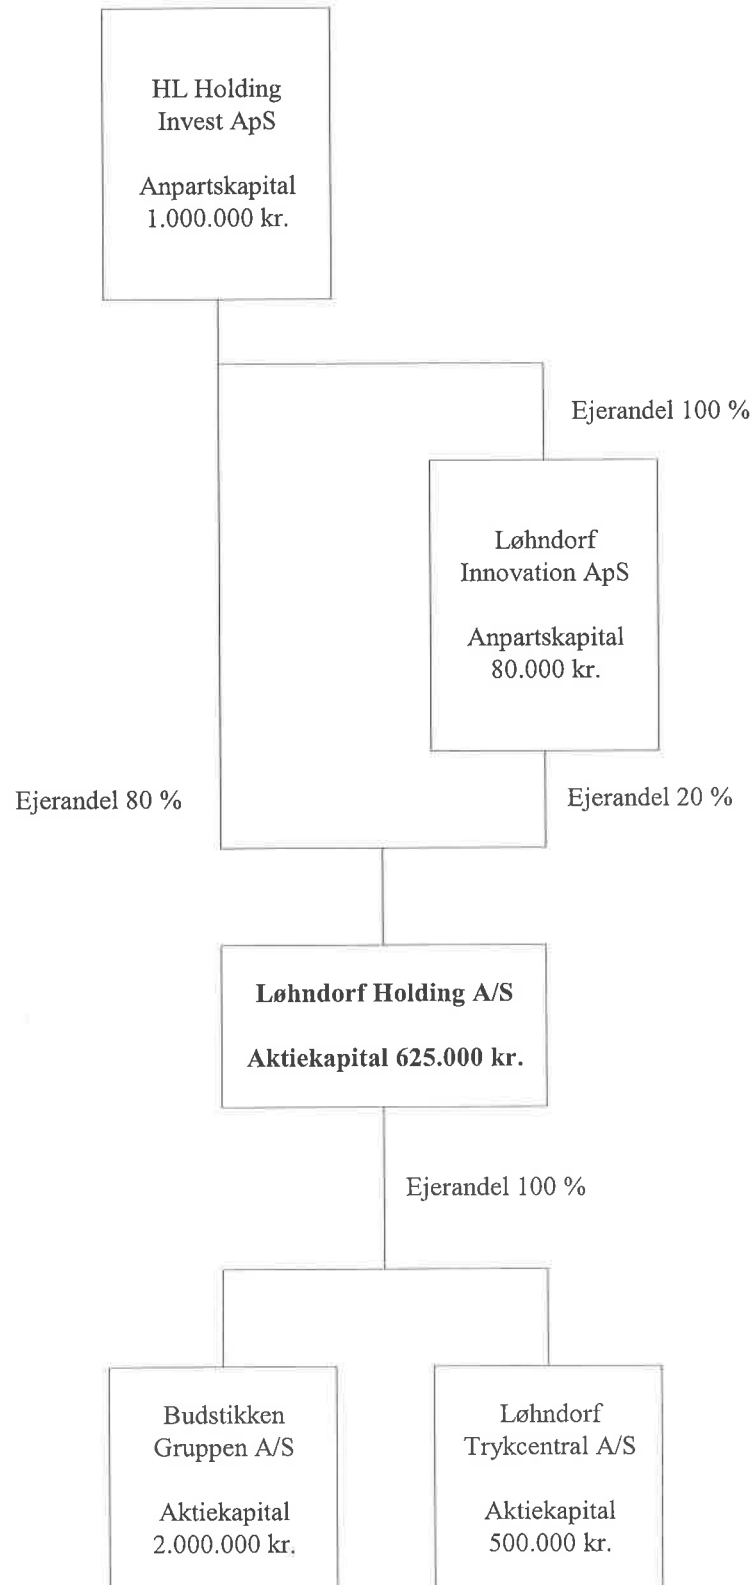 HL Holding
Invest ApS
Anpartskapital
1.000.000 kr.
Ejerandel 100 %
Løhndorf
Innovation ApS
Anpartskapital
80.000 kr.
Ejerandel 80 %
Ejerandel 20 %
Løhndorf Holding A/S
Aktiekapital 625.000 kr.
Ejerandel 100 %
Budstikken
Gruppen A/S
Aktiekapital
2.000.000 kr.
Løhndorf
Trykcentral A/S
Aktiekapital
500.000 kr.